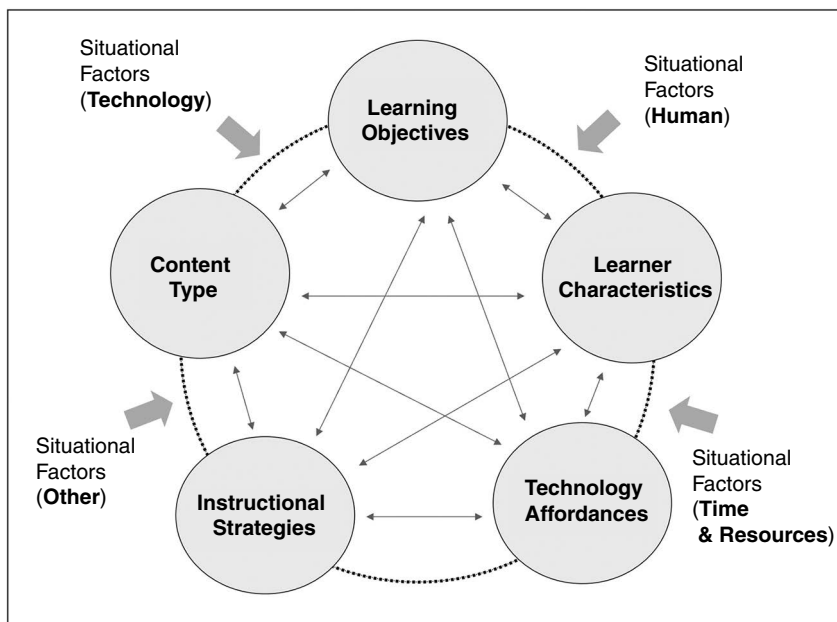 Situational
Factors
(Technology)
Learning
Objectives
Situational
Factors
(Human)
Content
Type
Learner
Characteristics
Situational
Factors
(Other)
Instructional
Strategies
Technology
Affordances
Situational
Factors
(Time
& Resources)